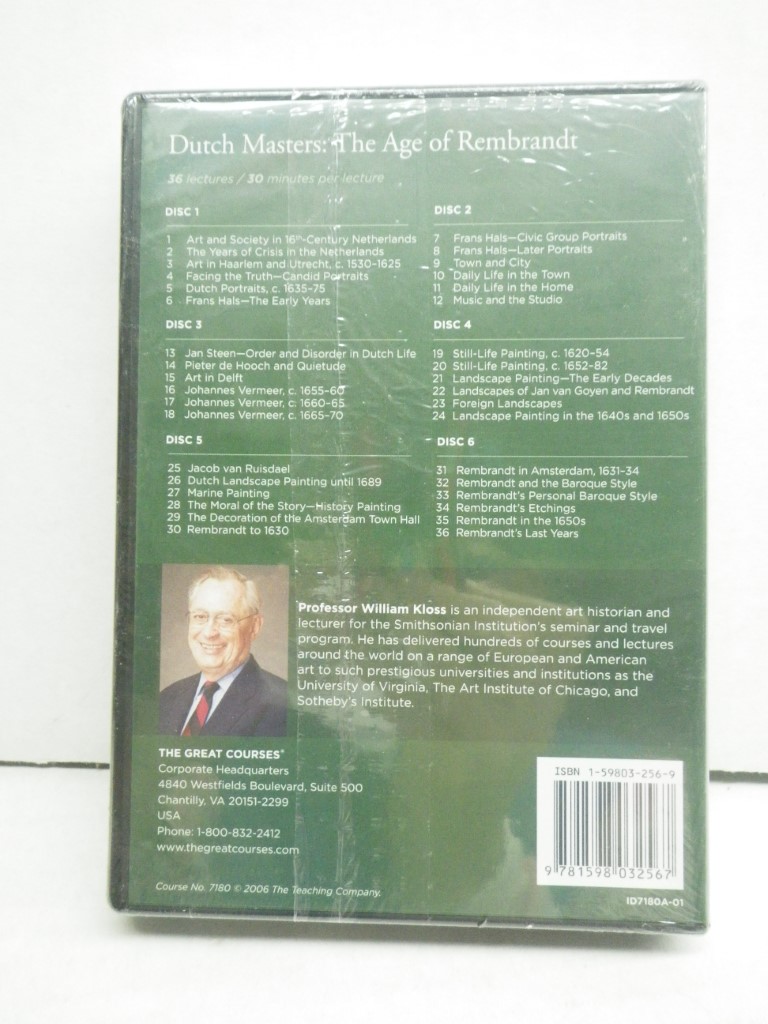 Dutch Masters: The Age of Rembrandt
36 lectures / 30 minutes per lecture
DISC 1
1 Art and Society in 16th-Century Netherlands
2 The Years of Crisis in the Netherlands
3 Art in Haarlem and Utrecht, c. 1530–1625
4 Facing the Truth—Candid Portraits
5 Dutch Portraits, c. 1635–75
6 Frans Hals—The Early Years
DISC 2
7 Frans Hals—Civic Group Portraits
8 Frans Hals—Later Portraits
9 Town and City
10 Daily Life in the Town
11 Daily Life in the Home
12 Music and the Studio
DISC 3
13 Jan Steen—Order and Disorder in Dutch Life
14 Pieter de Hooch and Quietude
15 Art in Delft
16 Johannes Vermeer, c. 1655–60
17 Johannes Vermeer, c. 1660–65
18 Johannes Vermeer, c. 1665–70
DISC 4
19 Still-Life Painting, c. 1620–54
20 Still-Life Painting, c. 1652–82
21 Landscape Painting—The Early Decades
22 Landscapes of Jan van Goyen and Rembrandt
23 Foreign Landscapes
24 Landscape Painting in the 1640s and 1650s
DISC 5
25 Jacob van Ruisdael
26 Dutch Landscape Painting until 1689
27 Marine Painting
28 The Moral of the Story—History Painting
29 The Decoration of the Amsterdam Town Hall
30 Rembrandt to 1630
DISC 6
31 Rembrandt in Amsterdam, 1631–34
32 Rembrandt and the Baroque Style
33 Rembrandt's Personal Baroque Style
34 Rembrandt's Etchings
35 Rembrandt in the 1650s
36 Rembrandt's Last Years
Professor William Kloss is an independent art historian and
lecturer for the Smithsonian Institution's seminar and travel
program. He has delivered hundreds of courses and lectures
around the world on a range of European and American
art to such prestigious universities and institutions as the
University of Virginia, The Art Institute of Chicago, and
Sotheby's Institute.
THE GREAT COURSES®
Corporate Headquarters
4840 Westfields Boulevard, Suite 500
Chantilly, VA 20151-2299
USA
Phone: 1-800-832-2412
www.thegreatcourses.com
Course No. 7180 © 2006 The Teaching Company.
ISBN 1-59803-256-9
9 781598 032567
ID7180A-01